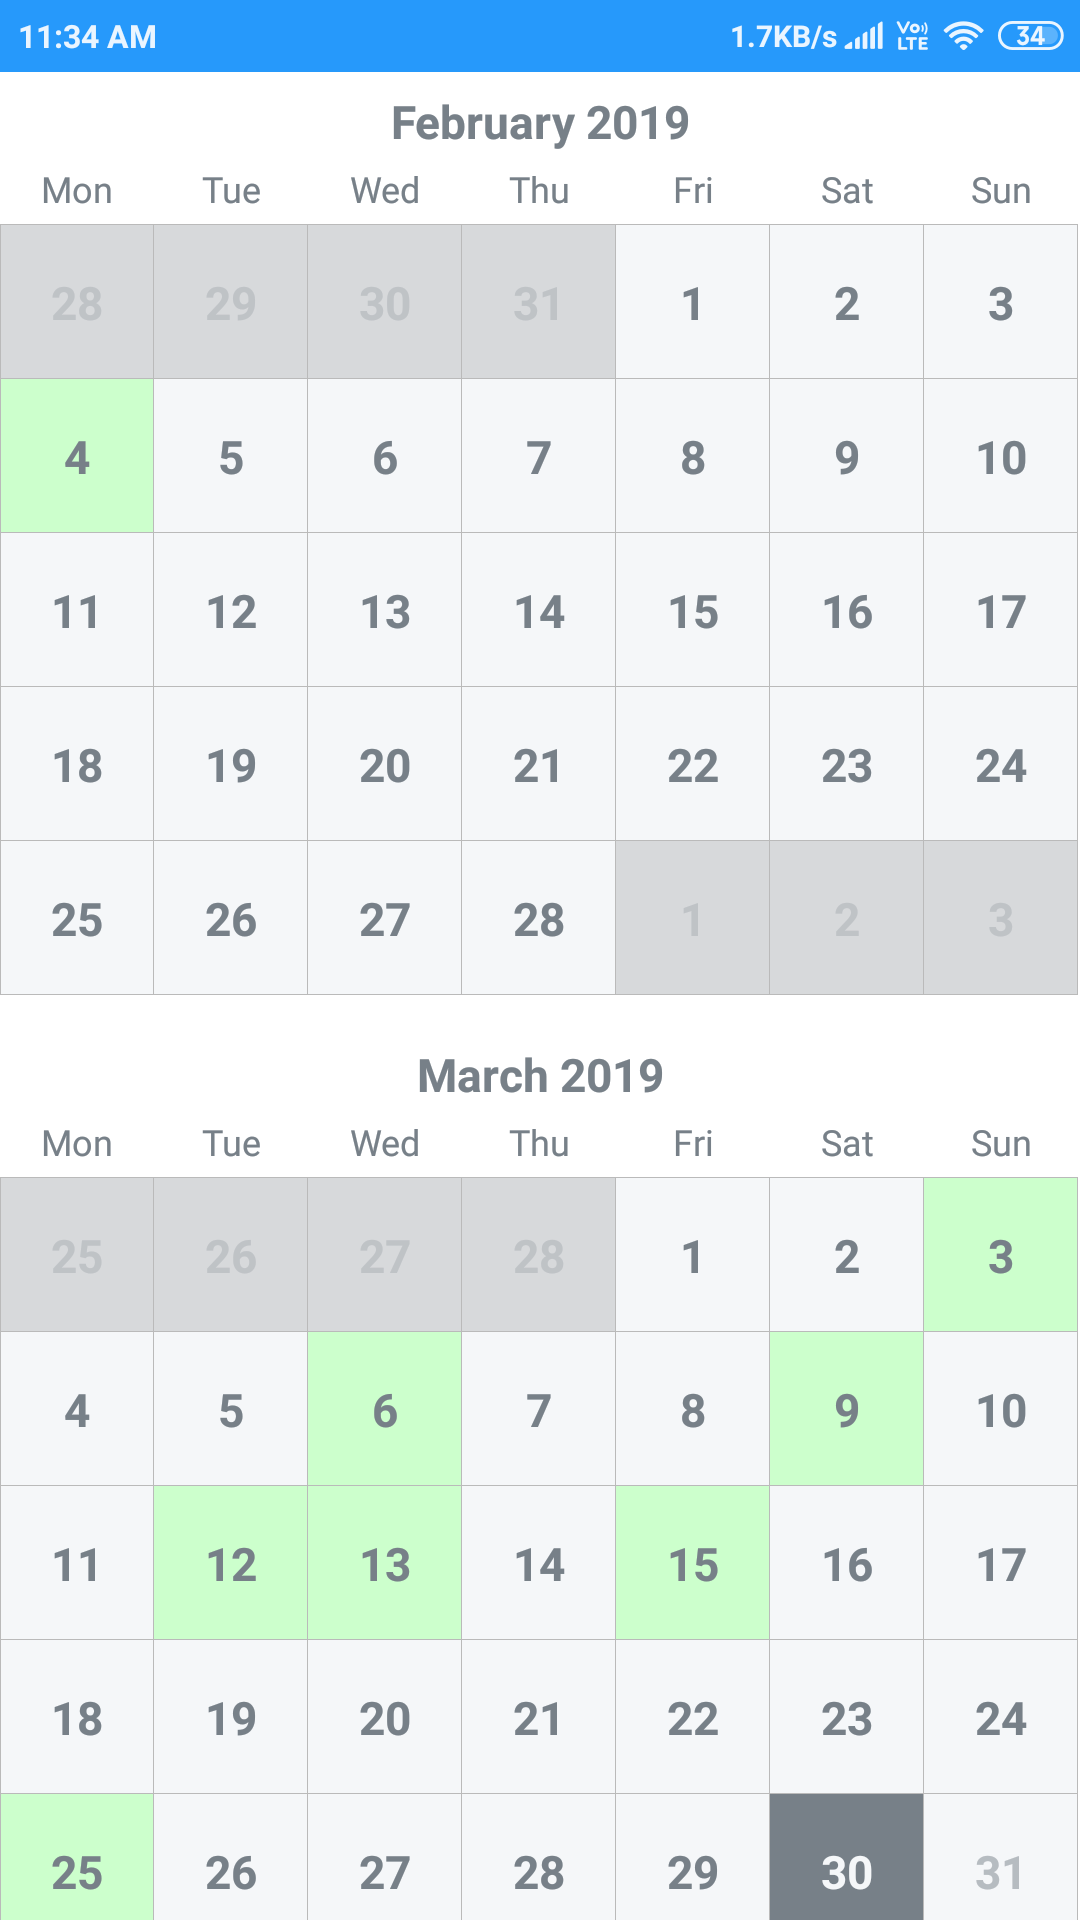 11:34 AM 1.7KB/s Vo LTE 34
February 2019
Mon Tue Wed Thu Fri Sat Sun
28 29 30 31 1 2 3
4 5 6 7 8 9 10
11 12 13 14 15 16 17
18 19 20 21 22 23 24
25 26 27 28 1 2 3
March 2019
Mon Tue Wed Thu Fri Sat Sun
25 26 27 28 1 2 3
4 5 6 7 8 9 10
11 12 13 14 15 16 17
18 19 20 21 22 23 24
25 26 27 28 29 30 31